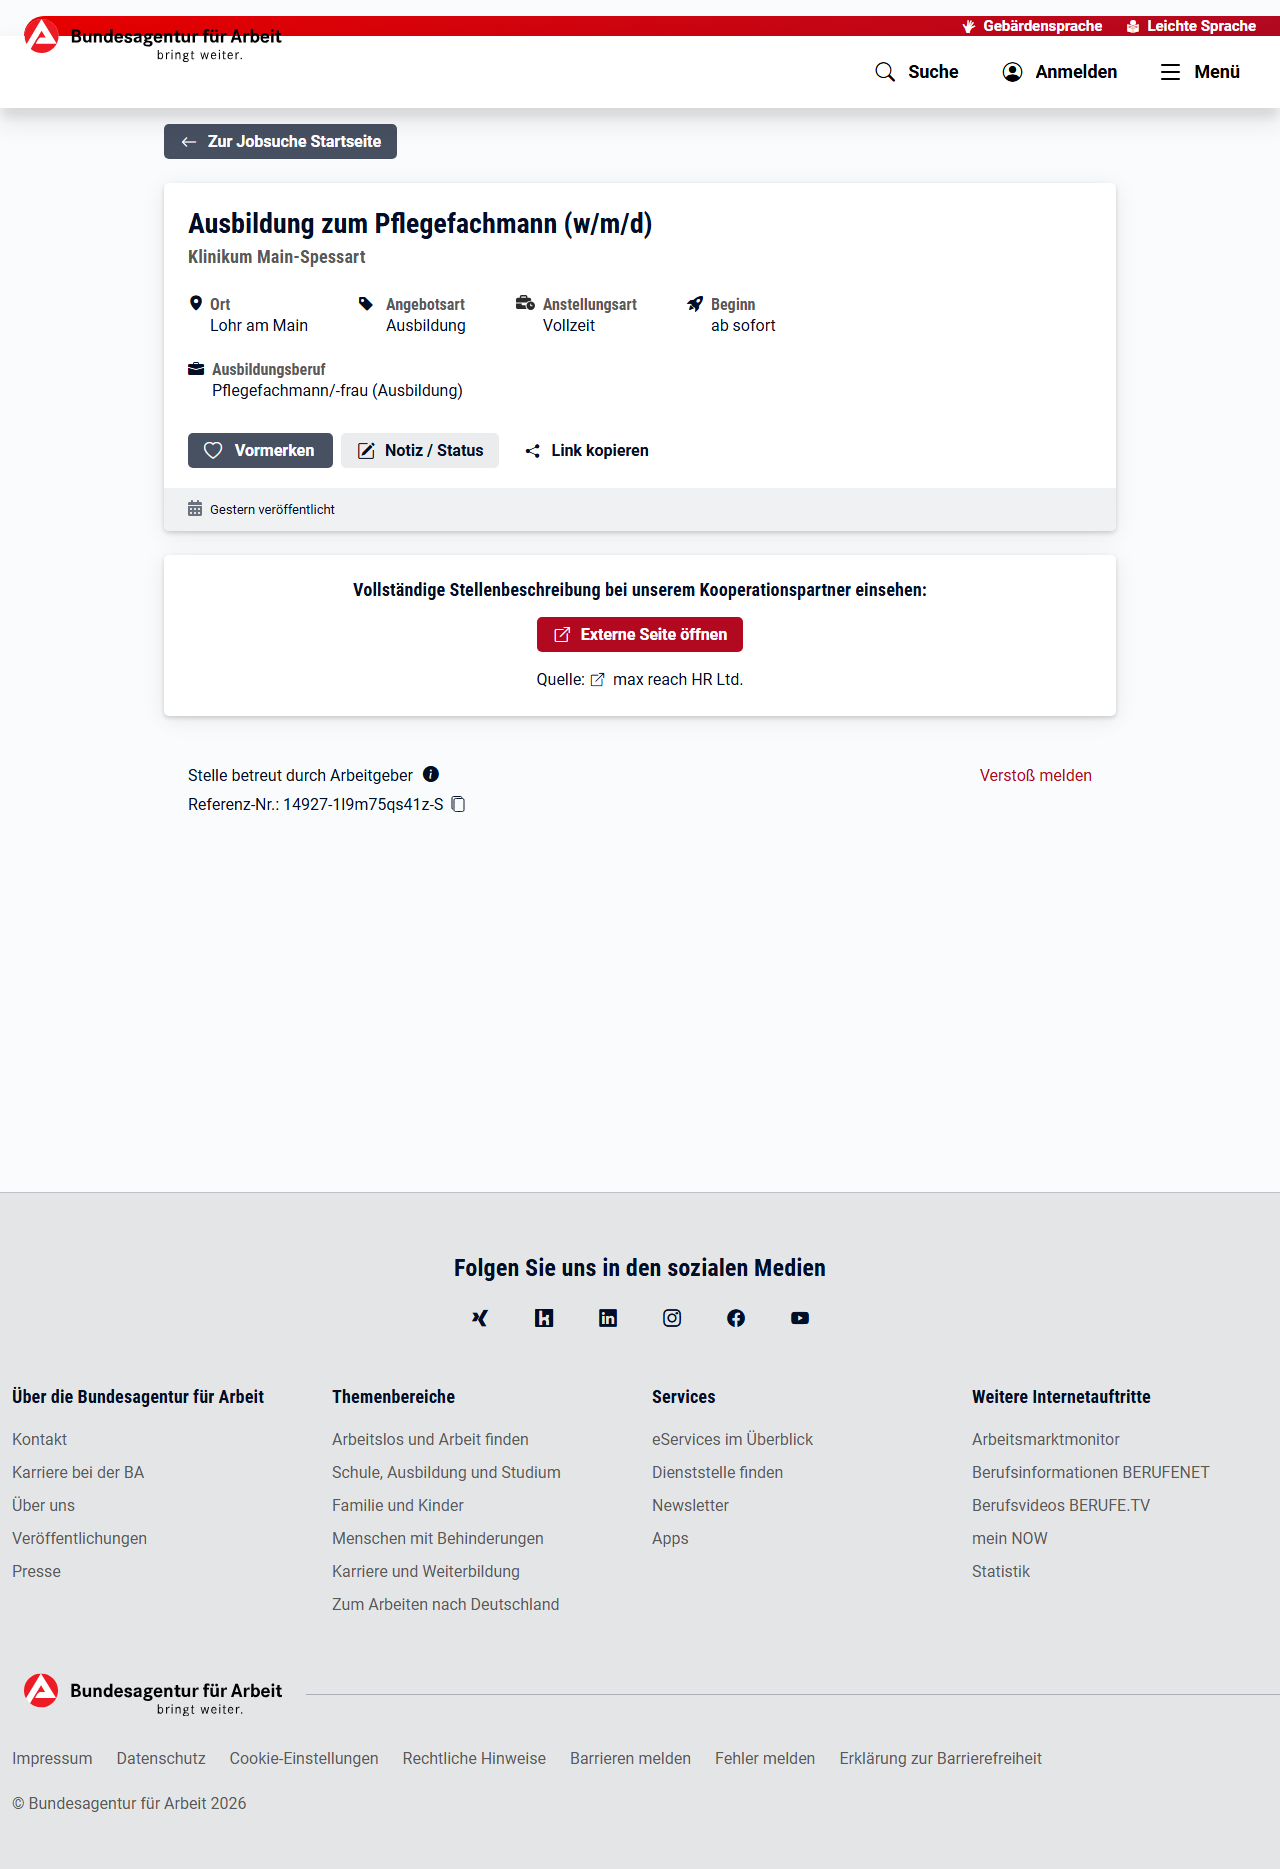 Bundesagentur für Arbeit
bringt weiter.
Gebärdensprache
Leichte Sprache
Suche
Anmelden
Menü
Zur Jobsuche Startseite
Ausbildung zum Pflegefachmann (w/m/d)
Klinikum Main-Spessart
Ort
Lohr am Main
Angebotsart
Ausbildung
Anstellungsart
Vollzeit
Beginn
ab sofort
Ausbildungsberuf
Pflegefachmann/-frau (Ausbildung)
Vormerken
Notiz / Status
Link kopieren
Gestern veröffentlicht
Vollständige Stellenbeschreibung bei unserem Kooperationspartner einsehen:
Externe Seite öffnen
Quelle: max reach HR Ltd.
Stelle betreut durch Arbeitgeber
Verstoß melden
Referenz-Nr.: 14927-1l9m75qs41z-S
Folgen Sie uns in den sozialen Medien
Über die Bundesagentur für Arbeit
Kontakt
Karriere bei der BA
Über uns
Veröffentlichungen
Presse
Themenbereiche
Arbeitslos und Arbeit finden
Schule, Ausbildung und Studium
Familie und Kinder
Menschen mit Behinderungen
Karriere und Weiterbildung
Zum Arbeiten nach Deutschland
Services
eServices im Überblick
Dienststelle finden
Newsletter
Apps
Weitere Internetauftritte
Arbeitsmarktmonitor
Berufsinformationen BERUFENET
Berufsvideos BERUFE.TV
mein NOW
Statistik
Bundesagentur für Arbeit
bringt weiter.
Impressum Datenschutz Cookie-Einstellungen Rechtliche Hinweise Barrieren melden Fehler melden Erklärung zur Barrierefreiheit
© Bundesagentur für Arbeit 2026